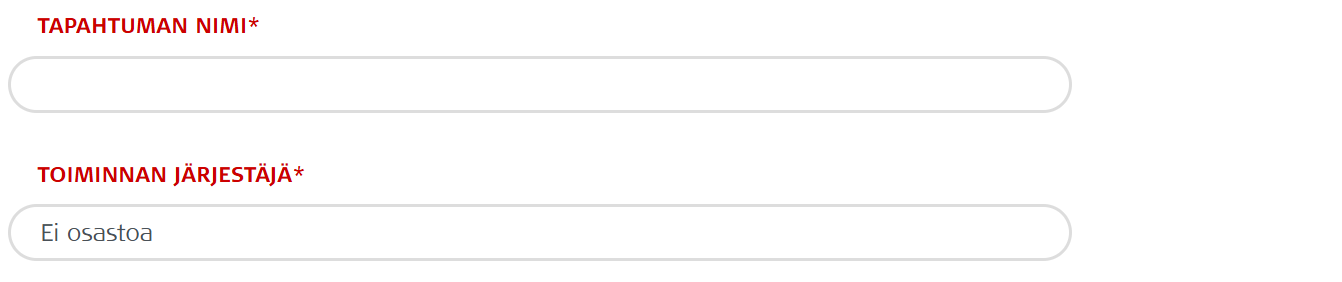 TAPAHTUMAN NIMI*
TOIMINNAN JÄRJESTÄJÄ*
Ei osastoa